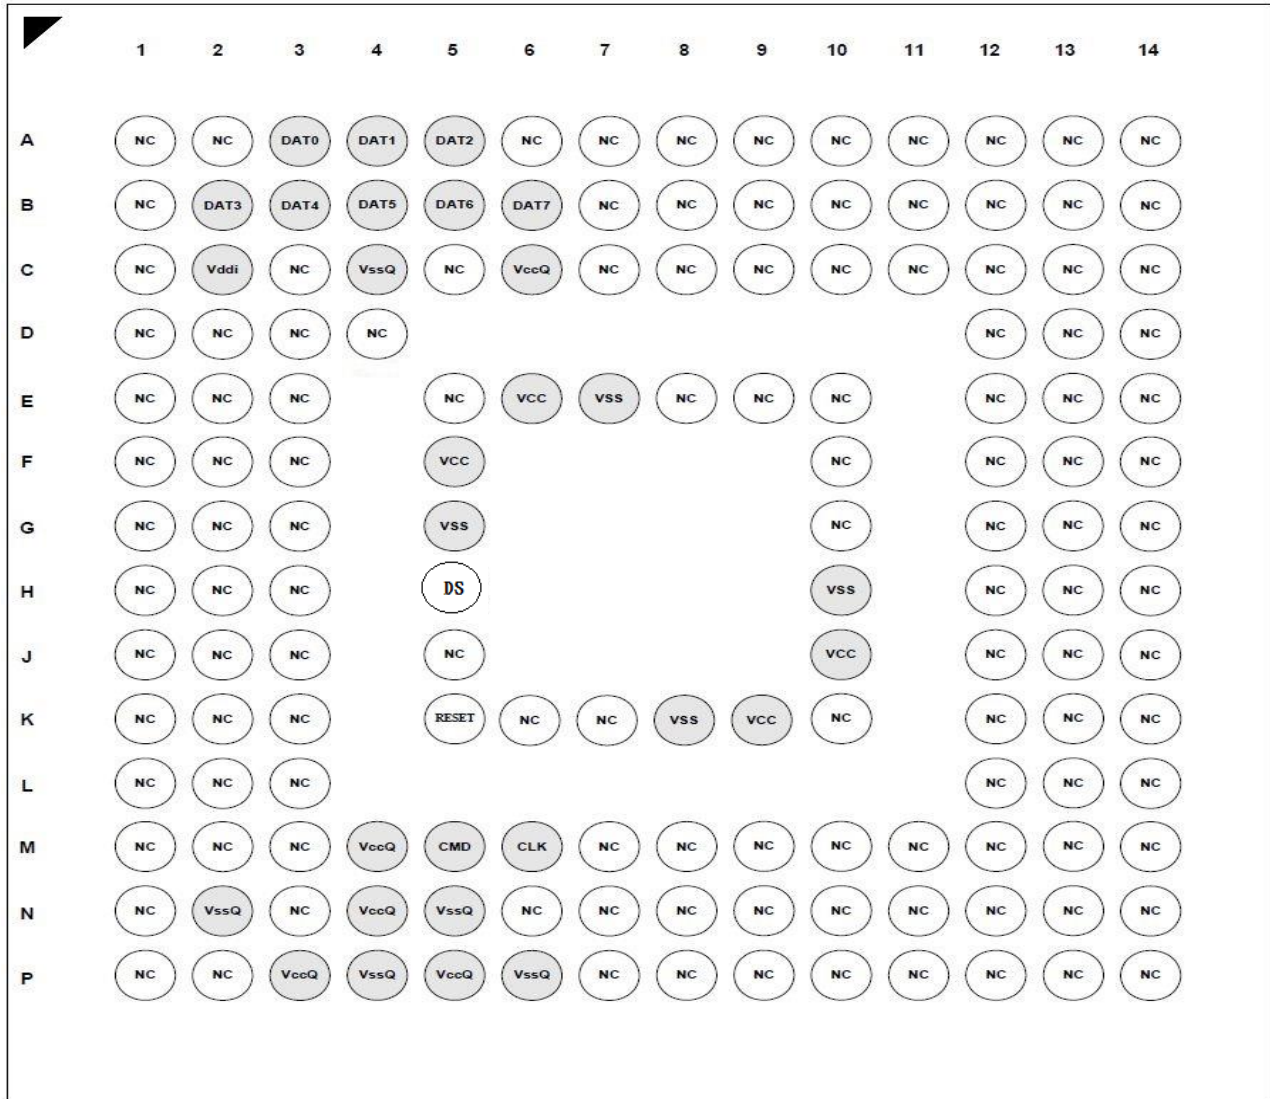 1 2 3 4 5 6 7 8 9 10 11 12 13 14
A NC NC DAT0 DAT1 DAT2 NC NC NC NC NC NC NC NC NC
B NC DAT3 DAT4 DAT5 DAT6 DAT7 NC NC NC NC NC NC NC NC
C NC Vddi NC VssQ NC VccQ NC NC NC NC NC NC NC NC
D NC NC NC NC NC NC NC
E NC NC NC NC VCC VSS NC NC NC NC NC NC
F NC NC NC VCC NC NC NC NC
G NC NC NC VSS NC NC NC NC
H NC NC NC DS VSS NC NC NC
J NC NC NC NC VCC NC NC NC
K NC NC NC RESET NC NC VSS VCC NC NC NC NC
L NC NC NC NC NC NC
M NC NC NC VccQ CMD CLK NC NC NC NC NC NC NC NC
N NC VssQ NC VccQ VssQ NC NC NC NC NC NC NC NC NC
P NC NC VccQ VssQ VccQ VssQ NC NC NC NC NC NC NC NC